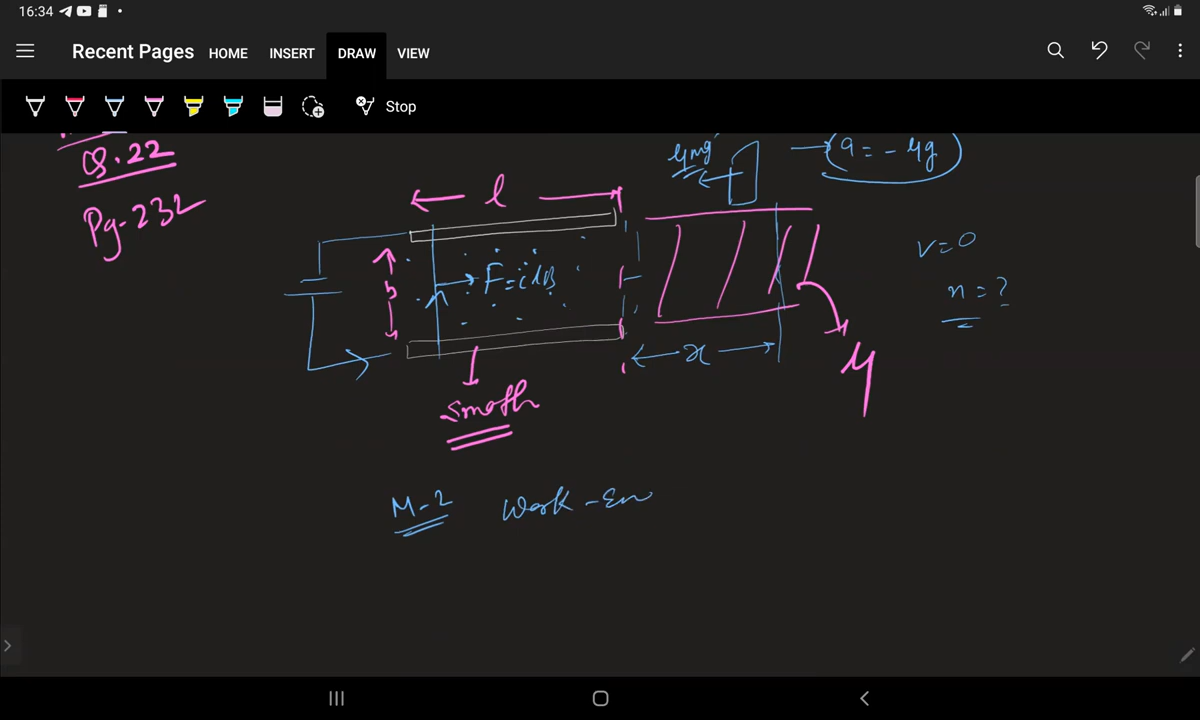 16:34
Recent Pages HOME INSERT DRAW VIEW
Stop
Q.22
Pg-232
l
μmg
a = - μg
b
F=ilB
v=0
x=?
x
μ
smoth
M-2 Work-En